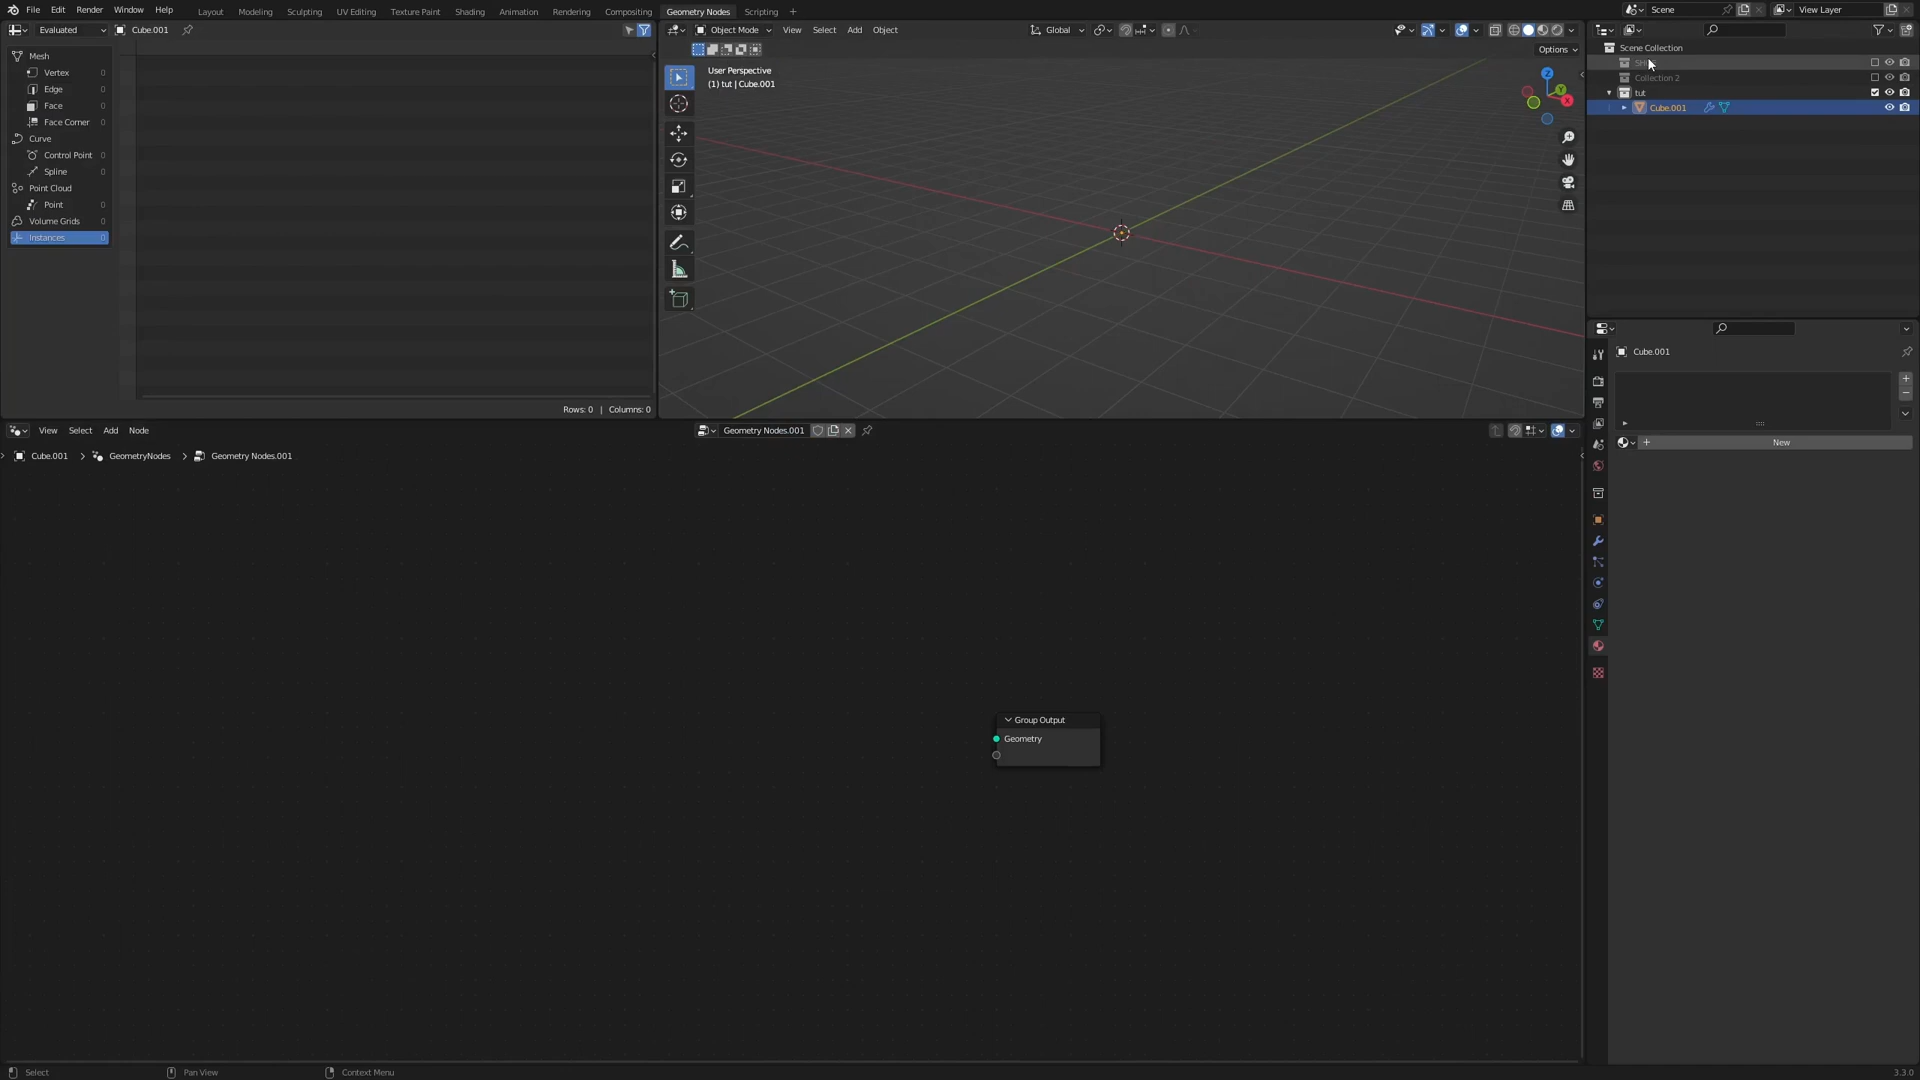 File Edit Render Window Help Layout Modeling Sculpting UV Editing Texture Paint Shading Animation Rendering Compositing Geometry Nodes Scripting + Scene View Layer
Evaluated Cube.001
Object Mode View Select Add Object Global
Options
User Perspective
(1) tut | Cube.001
Mesh
Vertex 0
Edge 0
Face 0
Face Corner 0
Curve
Control Point 0
Spline 0
Point Cloud
Point 0
Volume Grids 0
Instances 0
Rows: 0 | Columns: 0
Z
Y
X
Scene Collection
Collection 2
tut
Cube.001
Cube.001
New
View Select Add Node Geometry Nodes.001
Cube.001 GeometryNodes Geometry Nodes.001
Group Output
Geometry
Select Pan View Context Menu 3.3.0